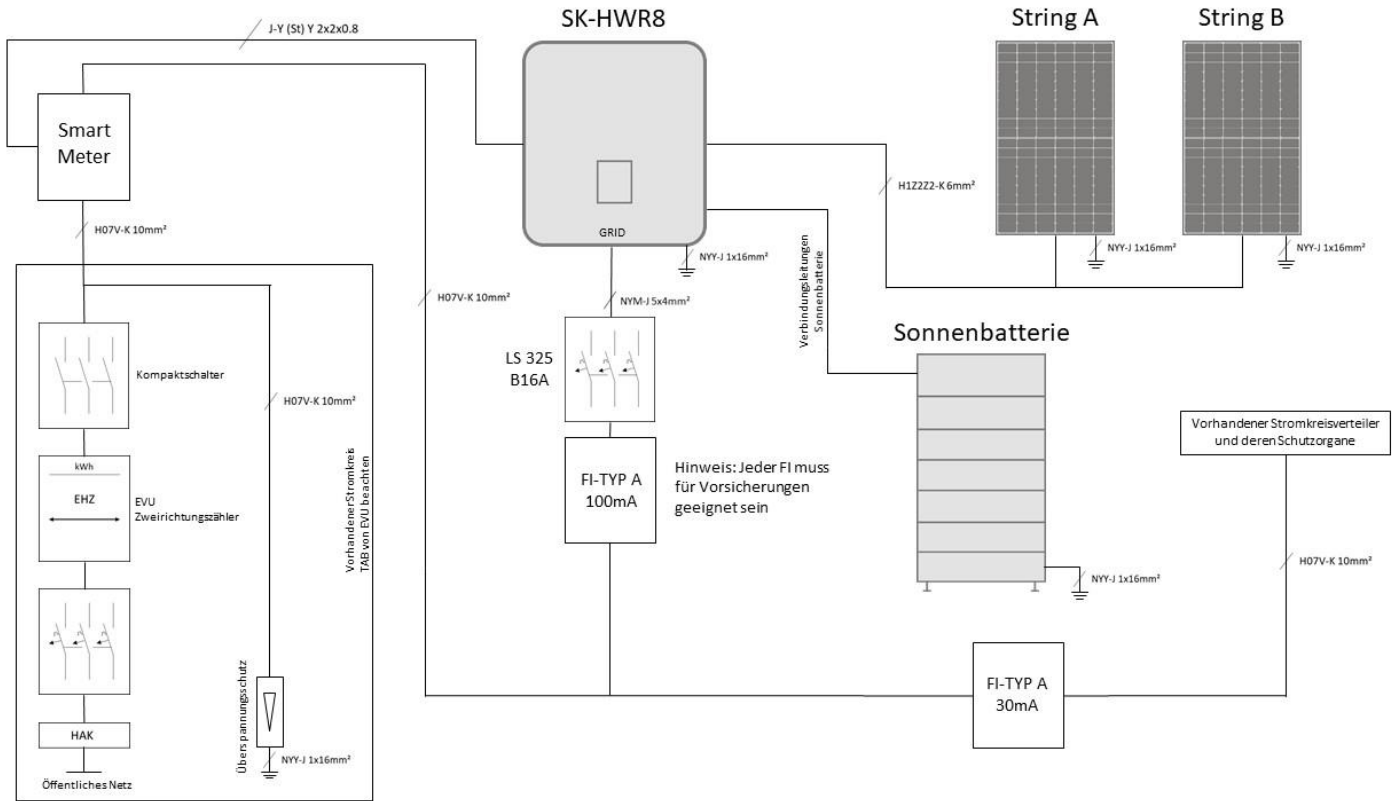 SK-HWR8
String A
String B
J-Y (St) Y 2x2x0.8
Smart
Meter
H1Z2Z2-K 6mm²
H07V-K 10mm²
GRID
NYY-J 1x16mm²
NYY-J 1x16mm²
NYY-J 1x16mm²
Verbindungsleitungen
Sonnenbatterie
H07V-K 10mm²
NYM-J 5x4mm²
Sonnenbatterie
LS 325
B16A
Kompaktschalter
H07V-K 10mm²
Vorhandener Stromkreisverteiler
und deren Schutzorgane
kWh
EHZ
EVU
Zweirichtungszähler
Vorhandener Stromkreis
TAB von EVU beachten
FI-TYP A
100mA
Hinweis: Jeder FI muss
für Vorsicherungen
geeignet sein
H07V-K 10mm²
NYY-J 1x16mm²
FI-TYP A
30mA
Überspannungsschutz
HAK
NYY-J 1x16mm²
Öffentliches Netz